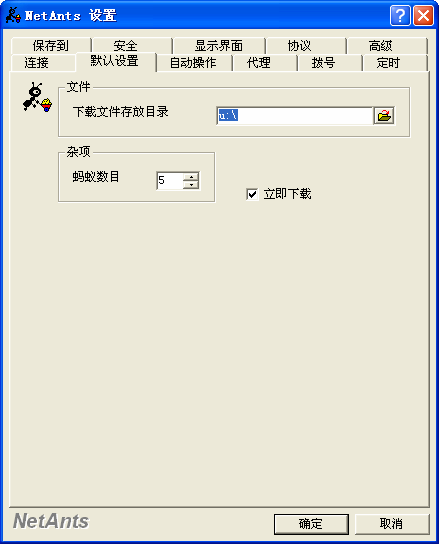 NetAnts 设置
保存到 安全 显示界面 协议 高级
连接 默认设置 自动操作 代理 拨号 定时
文件
下载文件存放目录 u:\
杂项
蚂蚁数目 5
立即下载
NetAnts
确定 取消